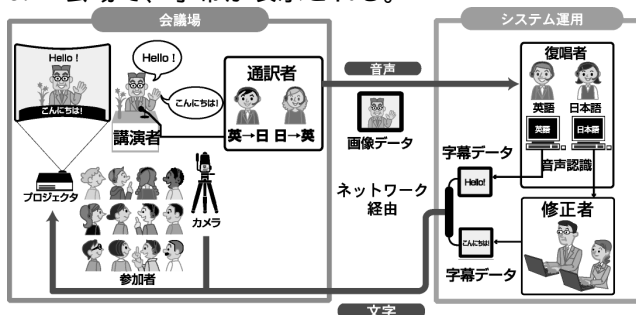 会場で、字幕が表示される。
会議場
システム運用
Hello！
こんにちは!
Hello！
こんにちは!
講演者
通訳者
英→日 日→英
プロジェクタ
カメラ
参加者
音声
画像データ
ネットワーク
経由
文字
復唱者
英語 日本語
英語 日本語
音声認識
字幕データ
Hello!
こんにちは!
字幕データ
修正者